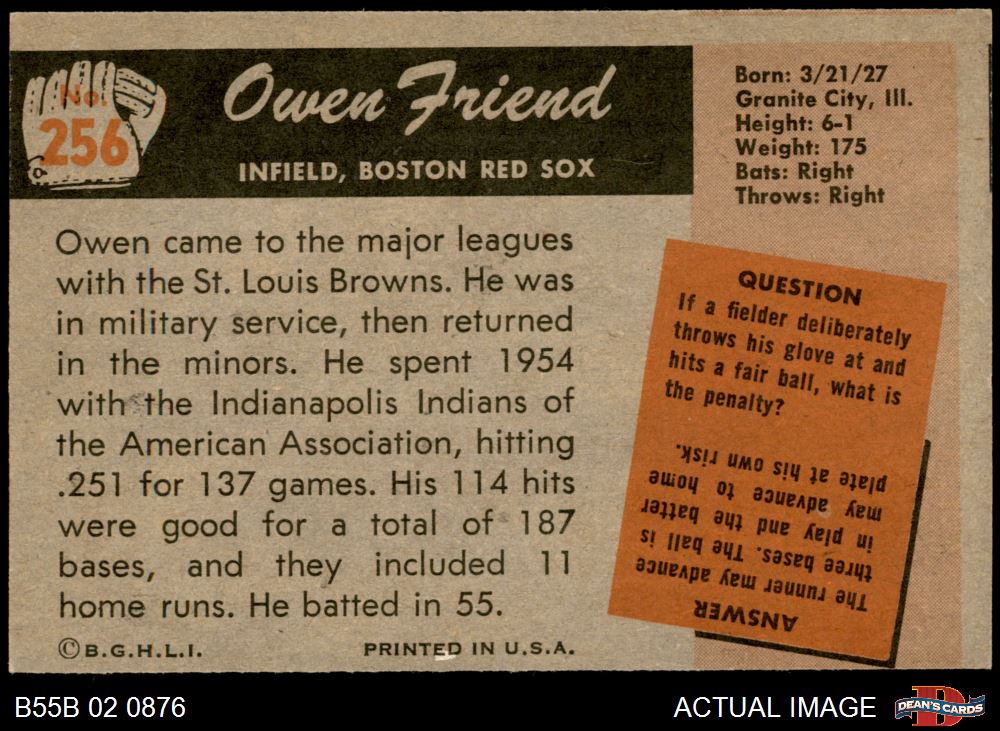 No.
256
Owen Friend
INFIELD, BOSTON RED SOX
Born: 3/21/27
Granite City, Ill.
Height: 6-1
Weight: 175
Bats: Right
Throws: Right
Owen came to the major leagues
with the St. Louis Browns. He was
in military service, then returned
in the minors. He spent 1954
with the Indianapolis Indians of
the American Association, hitting
.251 for 137 games. His 114 hits
were good for a total of 187
bases, and they included 11
home runs. He batted in 55.
©B.G.H.L.I.
PRINTED IN U.S.A.
QUESTION
If a fielder deliberately
throws his glove at and
hits a fair ball, what is
the penalty?
ANSWER
The runner may advance
three bases. The ball is
in play and the batter
may advance to home
plate at his own risk.
B55B 02 0876
ACTUAL IMAGE
D
DEAN'S CARDS